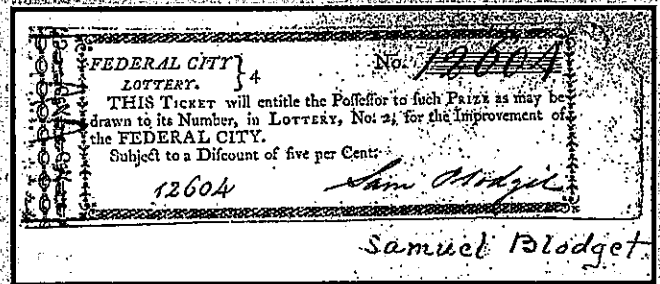 FEDERAL CITY } 4 No. 12604
LOTTERY.
THIS TICKET will entitle the Poſſeſſor to ſuch PRIZE as may be
drawn to its Number, in LOTTERY, No. 2, for the Improvement of
the FEDERAL CITY.
Subject to a Diſcount of five per Cent.
12604 Sam Blodget
Samuel Blodget